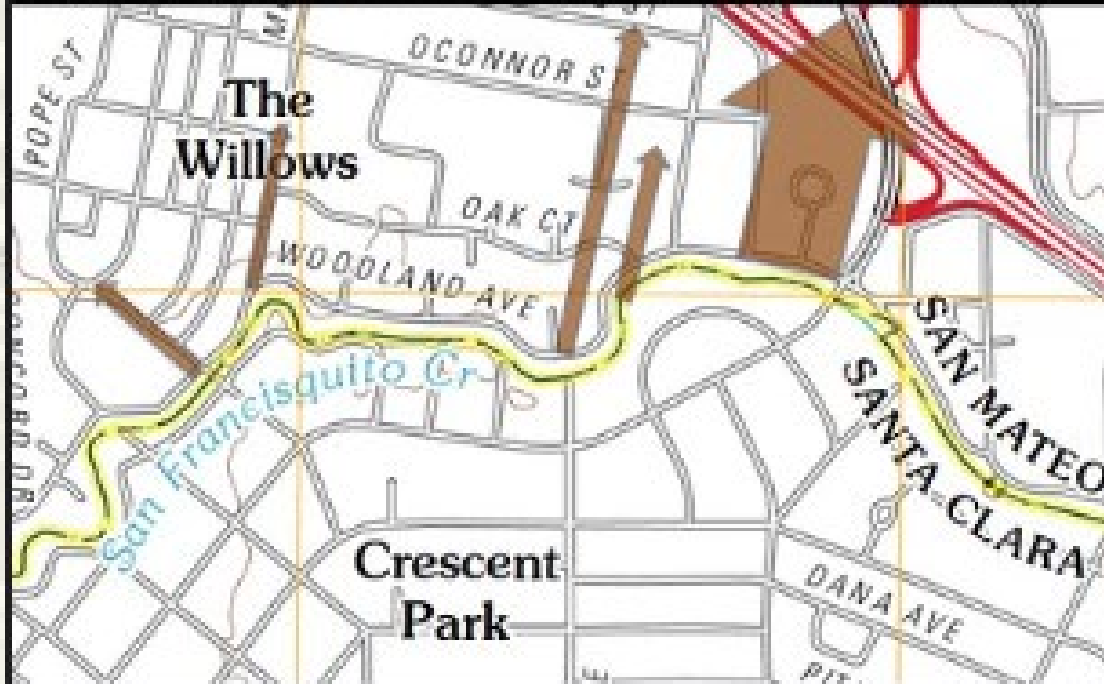 OCONNOR ST
POPE ST
The
Willows
OAK CT
WOODLAND AVE
San Francisquito Cr
SAN MATEO
SANTA CLARA
Crescent
Park
DANA AVE